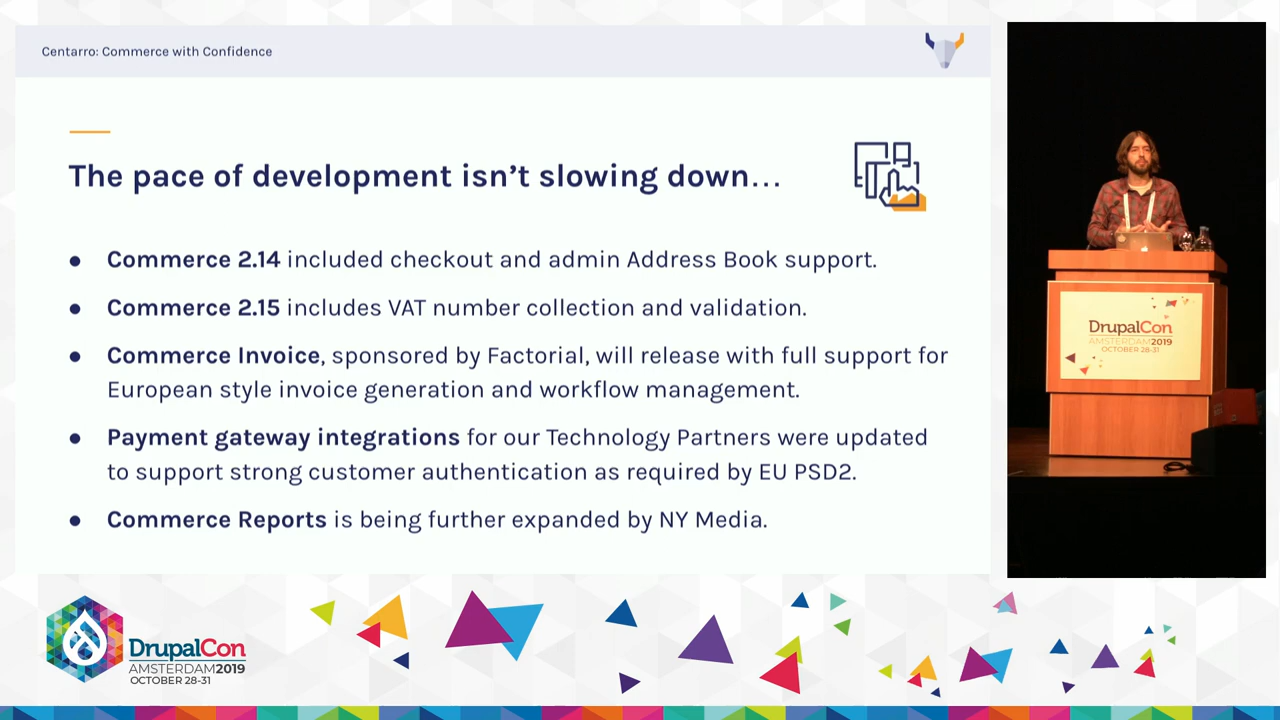 Centarro: Commerce with Confidence
The pace of development isn't slowing down...
● Commerce 2.14 included checkout and admin Address Book support.
● Commerce 2.15 includes VAT number collection and validation.
● Commerce Invoice, sponsored by Factorial, will release with full support for
European style invoice generation and workflow management.
● Payment gateway integrations for our Technology Partners were updated
to support strong customer authentication as required by EU PSD2.
● Commerce Reports is being further expanded by NY Media.
DrupalCon
AMSTERDAM2019
OCTOBER 28-31
DrupalCon
AMSTERDAM2019
OCTOBER 28-31